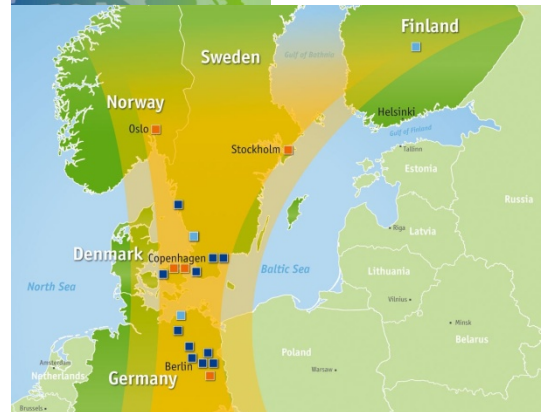 Finland
Gulf of Bothnia
Sweden
Norway
Helsinki
Oslo
Gulf of Finland
Stockholm
Tallinn
Estonia
Russia
Riga
Latvia
Denmark
Copenhagen
Baltic Sea
Lithuania
North Sea
Vilnius
Minsk
Belarus
Poland
Amsterdam
Berlin
Warsaw
Netherlands
Germany
Brussels